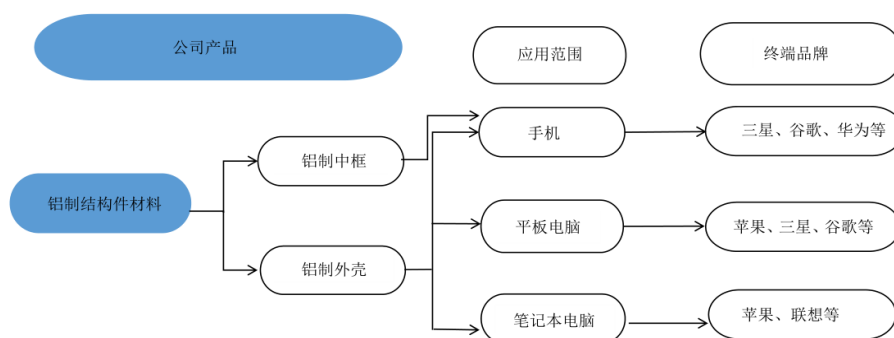 公司产品
应用范围
终端品牌
铝制结构件材料
铝制中框
铝制外壳
手机
三星、谷歌、华为等
平板电脑
苹果、三星、谷歌等
笔记本电脑
苹果、联想等